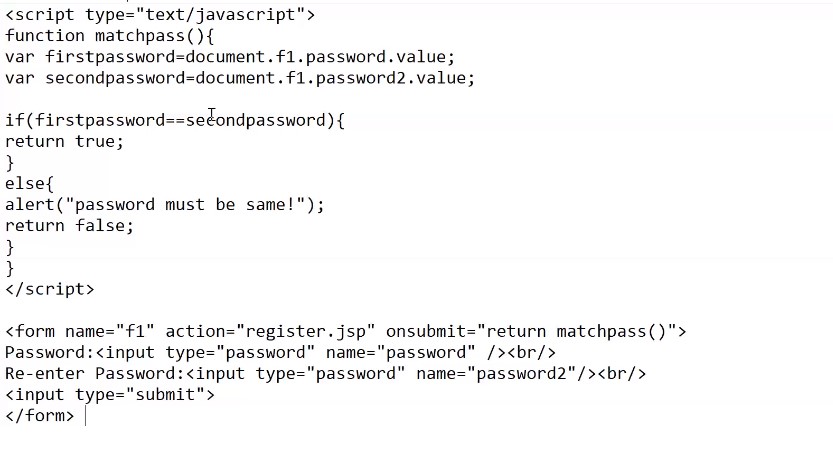 <script type="text/javascript">
function matchpass(){
var firstpassword=document.f1.password.value;
var secondpassword=document.f1.password2.value;
if(firstpassword==secondpassword){
return true;
}
else{
alert("password must be same!");
return false;
}
}
</script>
<form name="f1" action="register.jsp" onsubmit="return matchpass()">
Password:<input type="password" name="password" /><br/>
Re-enter Password:<input type="password" name="password2"/><br/>
<input type="submit">
</form>